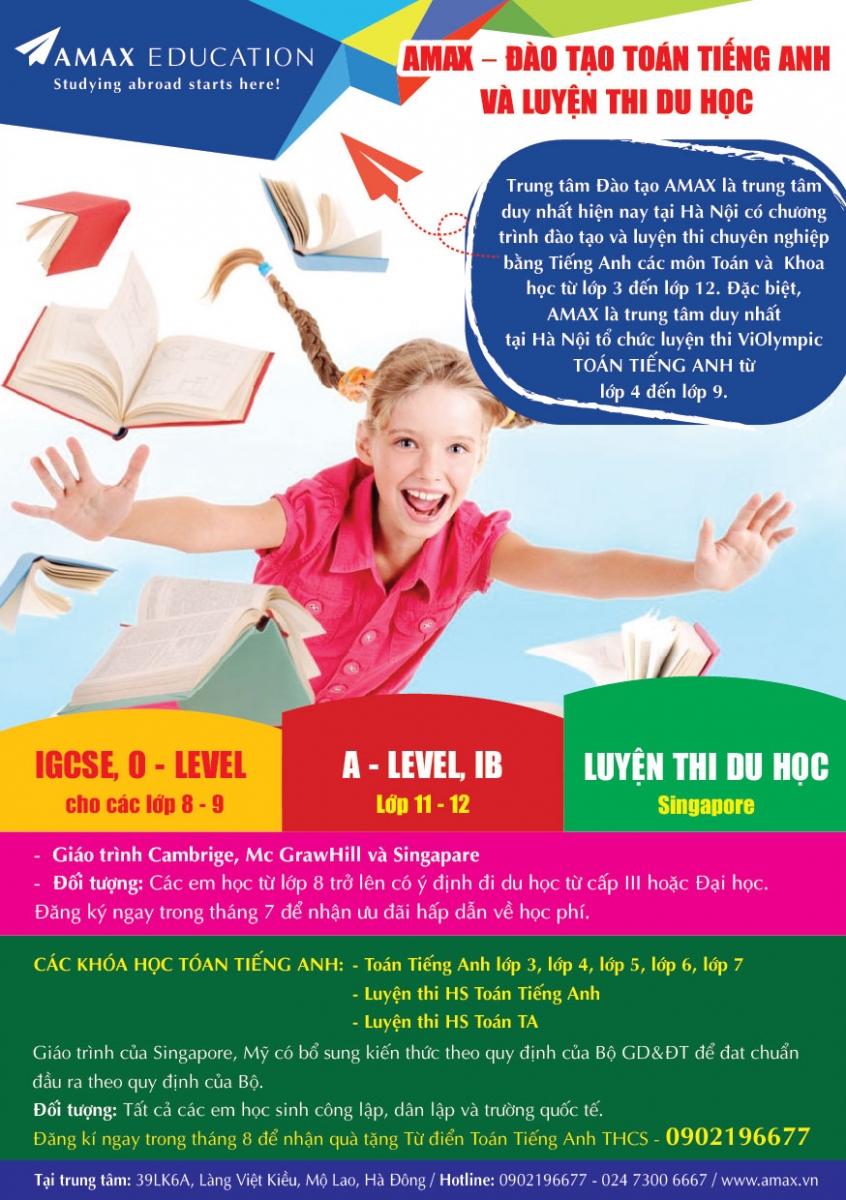 AMAX EDUCATION
Studying abroad starts here!
AMAX – ĐÀO TẠO TOÁN TIẾNG ANH
VÀ LUYỆN THI DU HỌC
Trung tâm Đào tạo AMAX là trung tâm
duy nhất hiện nay tại Hà Nội có chương
trình đào tạo và luyện thi chuyên nghiệp
bằng Tiếng Anh các môn Toán và Khoa
học từ lớp 3 đến lớp 12. Đặc biệt,
AMAX là trung tâm duy nhất
tại Hà Nội tổ chức luyện thi ViOlympic
TOÁN TIẾNG ANH từ
lớp 4 đến lớp 9.
IGCSE, O - LEVEL
cho các lớp 8 - 9
A - LEVEL, IB
Lớp 11 - 12
LUYỆN THI DU HỌC
Singapore
- Giáo trình Cambrige, Mc GrawHill và Singapare
- Đối tượng: Các em học từ lớp 8 trở lên có ý định đi du học từ cấp III hoặc Đại học.
Đăng ký ngay trong tháng 7 để nhận ưu đãi hấp dẫn về học phí.
CÁC KHÓA HỌC TÓAN TIẾNG ANH: - Toán Tiếng Anh lớp 3, lớp 4, lớp 5, lớp 6, lớp 7
- Luyện thi HS Toán Tiếng Anh
- Luyện thi HS Toán TA
Giáo trình của Singapore, Mỹ có bổ sung kiến thức theo quy định của Bộ GD&ĐT để đat chuẩn
đầu ra theo quy định của Bộ.
Đối tượng: Tất cả các em học sinh công lập, dân lập và trường quốc tế.
Đăng kí ngay trong tháng 8 để nhận quà tặng Từ điển Toán Tiếng Anh THCS - 0902196677
Tại trung tâm: 39LK6A, Làng Việt Kiều, Mộ Lao, Hà Đông / Hotline: 0902196677 - 024 7300 6667 / www.amax.vn